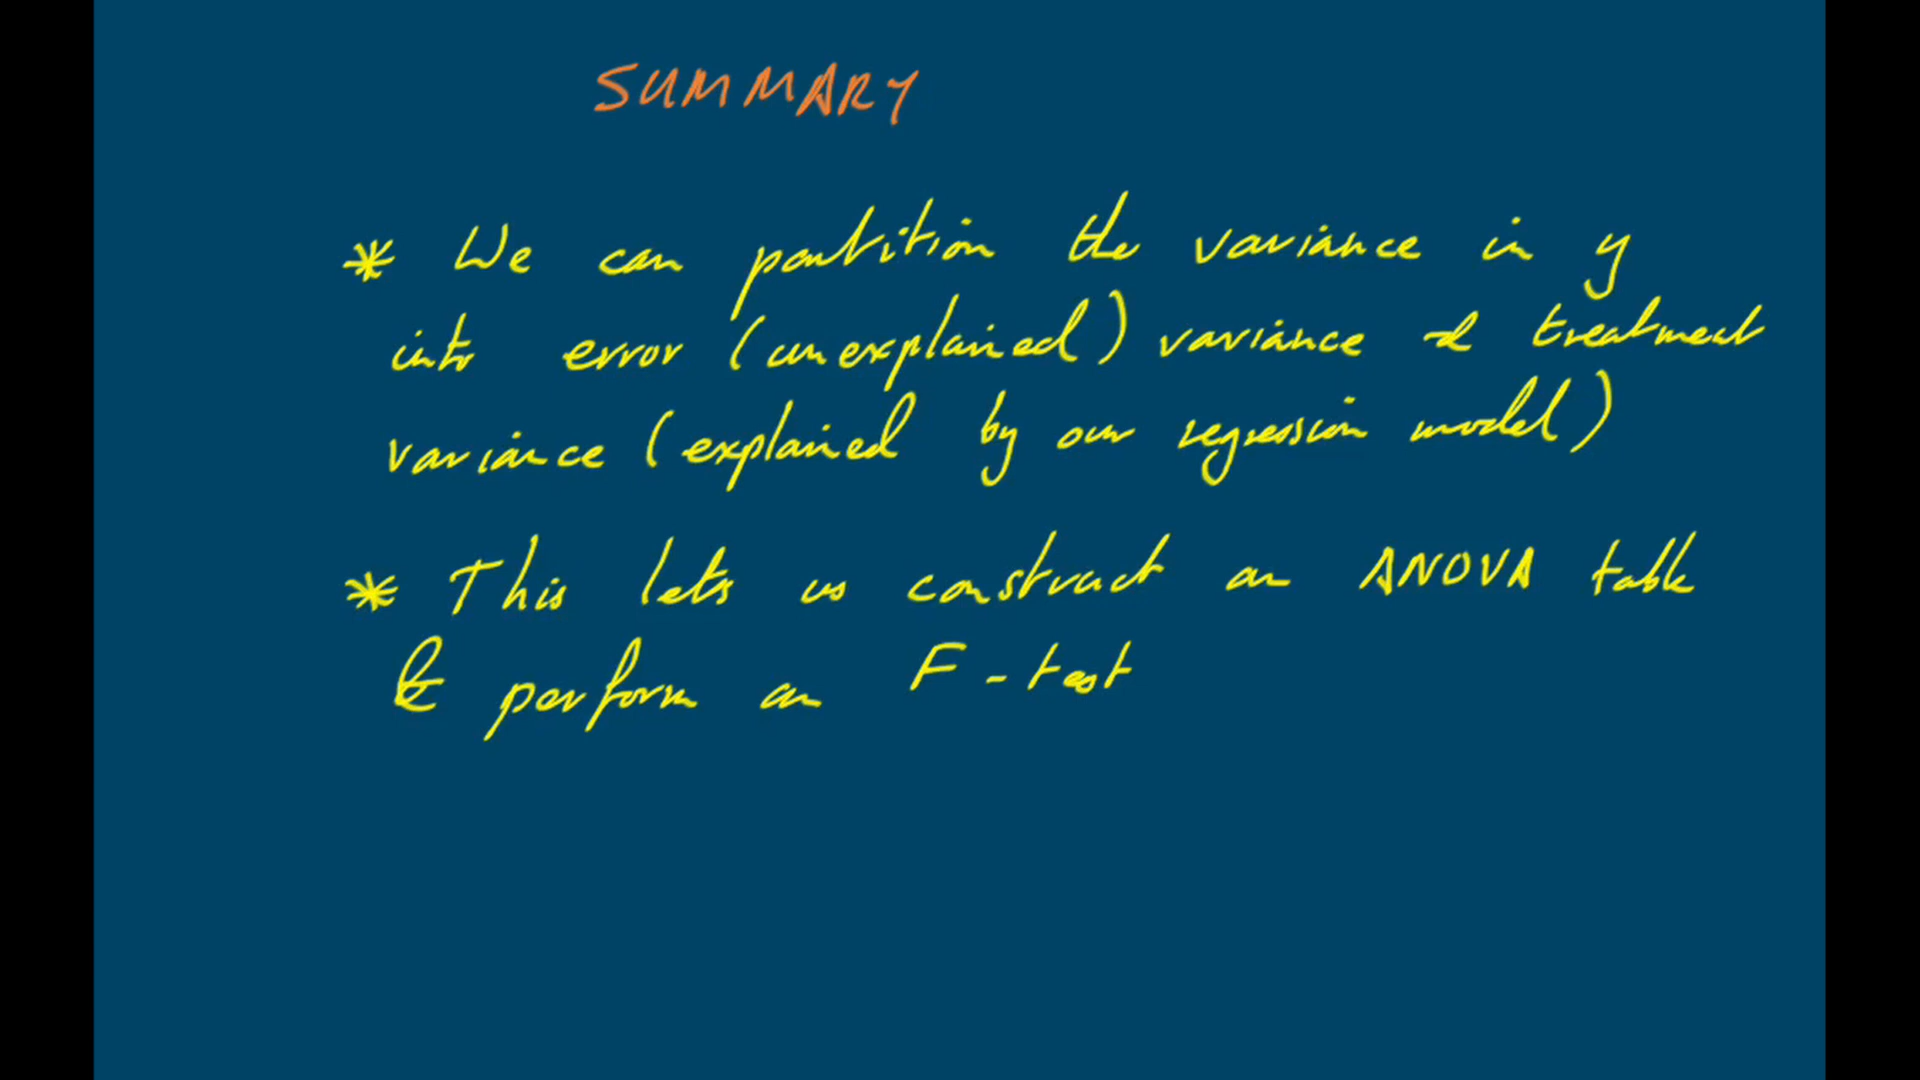 SUMMARY
* We can partition the variance in y
into error (unexplained) variance & treatment
variance (explained by our regression model)
* This lets us construct an ANOVA table
& perform an F-test